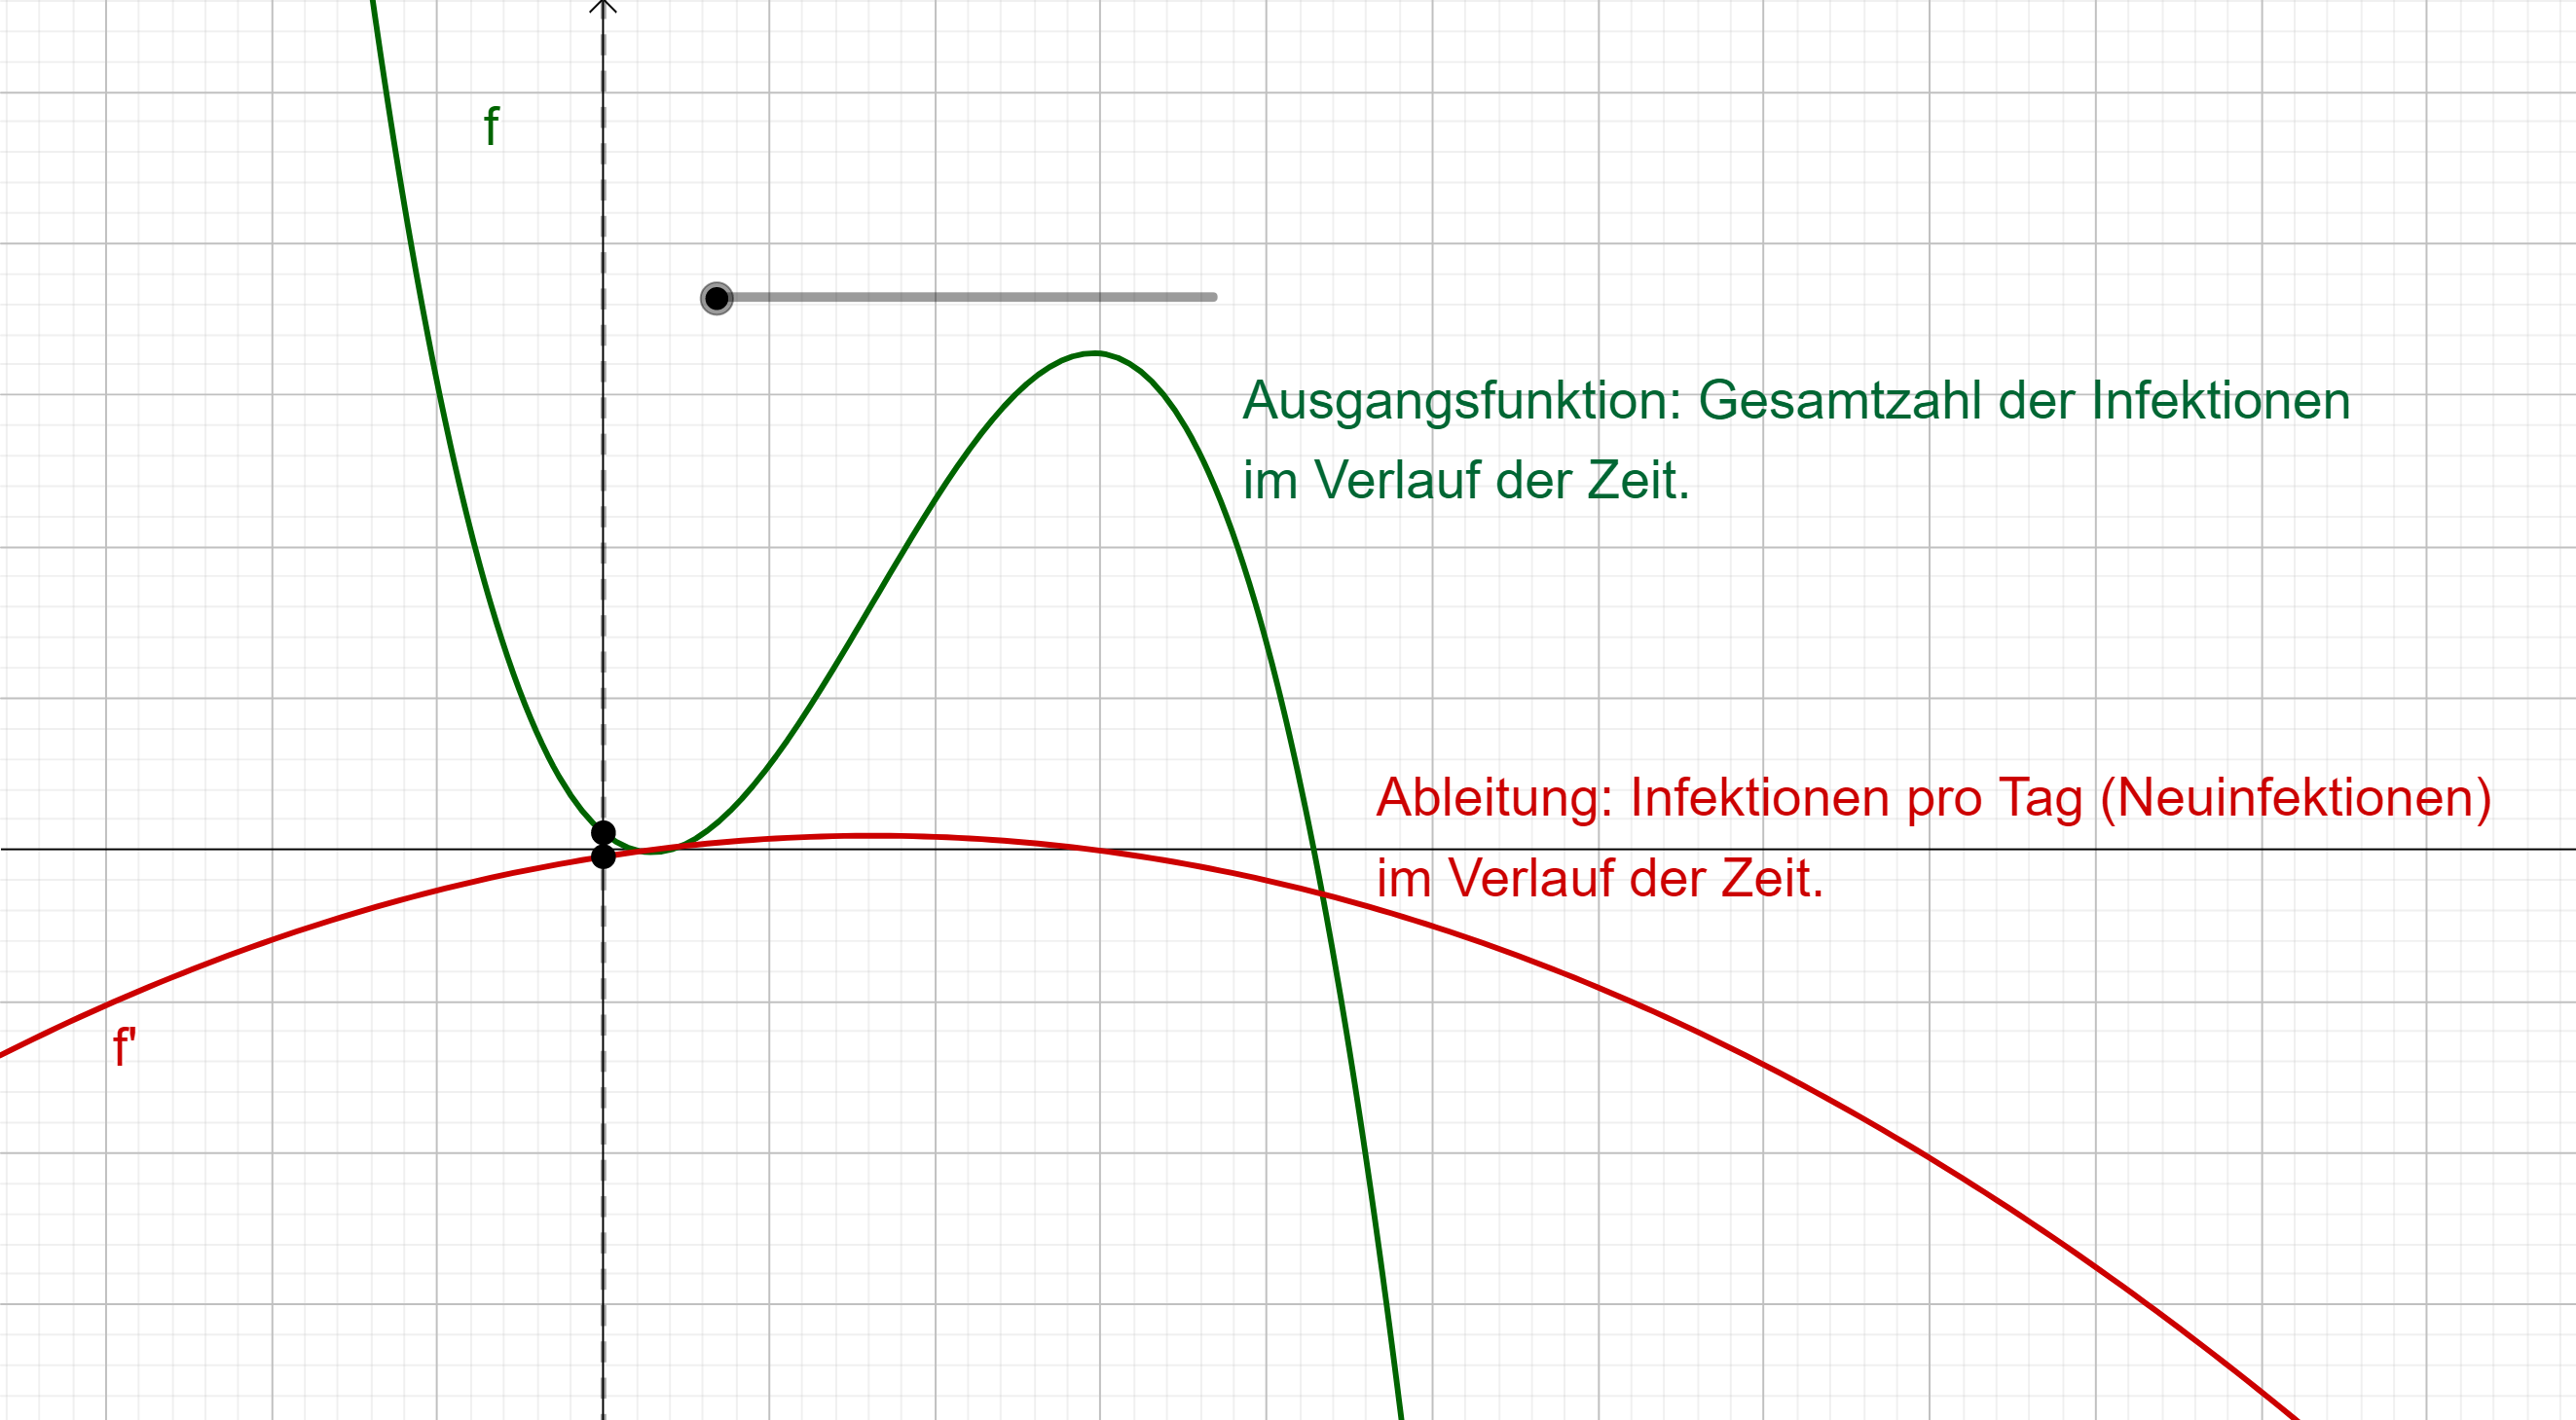 f
Ausgangsfunktion: Gesamtzahl der Infektionen
im Verlauf der Zeit.
Ableitung: Infektionen pro Tag (Neuinfektionen)
im Verlauf der Zeit.
f'